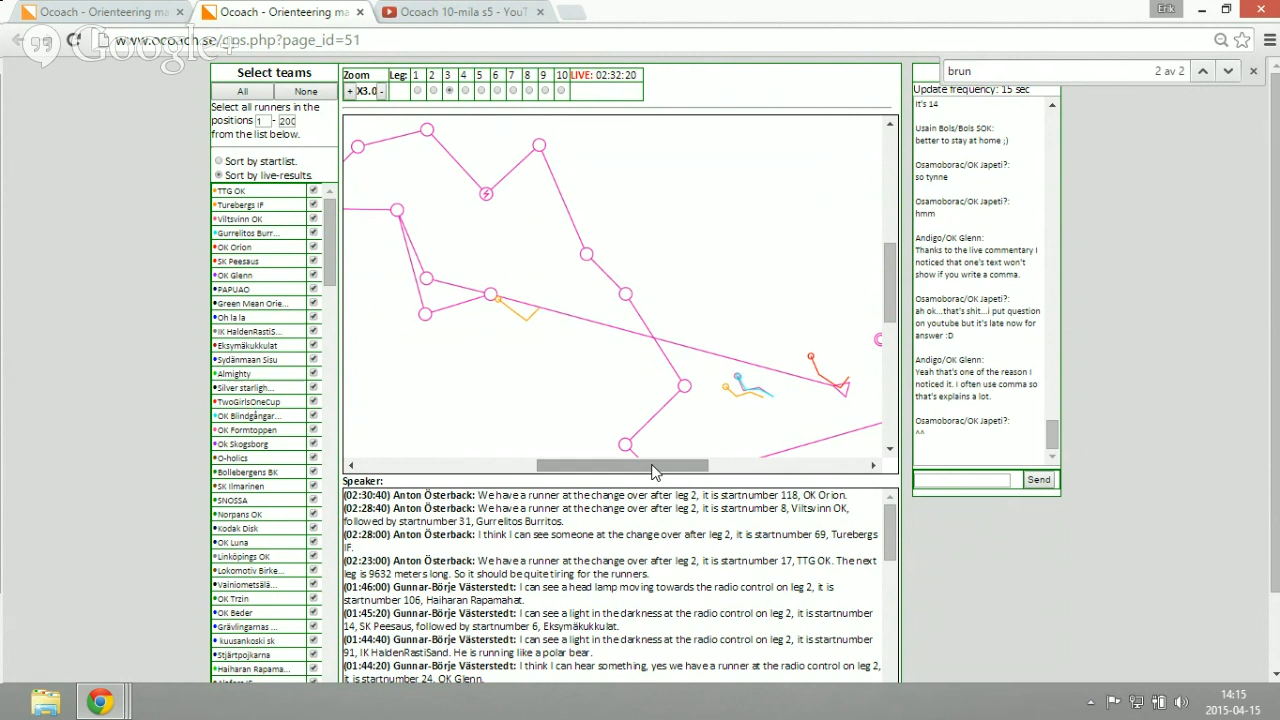 Ocoach - Orienteering ma
Ocoach - Orienteering ma
Ocoach 10-mila s5 - YouT
Erik
www.ocoach.se/gps.php?page_id=51
Google+
brun
2 av 2
Select teams
All
None
Select all runners in the
positions 1 - 200
from the list below.
Sort by startlist.
Sort by live-results.
TTG OK
Turebergs IF
Viltsvinn OK
Gurrelitos Burr...
OK Orion
SK Peesaus
OK Glenn
PAPUAO
Green Mean Orie...
Oh la la
IK HaldenRastiS...
Eksymäkukkulat
Sydänmaan Sisu
Almighty
Silver starligh...
TwoGirlsOneCup
OK Blindgångar...
OK Formtoppen
Ok Skogsborg
O-holics
Bollebergens BK
SK Ilmarinen
SNOSSA
Norpans OK
Kodak Disk
OK Luna
Linköpings OK
Lokomotiv Birke...
Vainiometsälä...
OK Trzin
OK Beder
Grävlingarnas ...
kuusankoski sk
Stjärtpojkarna
Haiharan Rapama...
Zoom
Leg: 1 2 3 4 5 6 7 8 9 10 LIVE: 02:32:20
+ X3.0 -
Speaker:
(02:30:40) Anton Österback: We have a runner at the change over after leg 2, it is startnumber 118, OK Orion.
(02:28:40) Anton Österback: We have a runner at the change over after leg 2, it is startnumber 8, Viltsvinn OK,
followed by startnumber 31, Gurrelitos Burritos.
(02:28:00) Anton Österback: I think I can see someone at the change over after leg 2, it is startnumber 69, Turebergs
IF.
(02:23:00) Anton Österback: We have a runner at the change over after leg 2, it is startnumber 17, TTG OK. The next
leg is 9632 meters long. So it should be quite tiring for the runners.
(01:46:00) Gunnar-Börje Västerstedt: I can see a head lamp moving towards the radio control on leg 2, it is
startnumber 106, Haiharan Rapamahat.
(01:45:20) Gunnar-Börje Västerstedt: I can see a light in the darkness at the radio control on leg 2, it is startnumber
14, SK Peesaus, followed by startnumber 6, Eksymäkukkulat.
(01:44:40) Gunnar-Börje Västerstedt: I can see a light in the darkness at the radio control on leg 2, it is startnumber
91, IK HaldenRastiSand. He is running like a polar bear.
(01:44:20) Gunnar-Börje Västerstedt: I think I can hear something, yes we have a runner at the radio control on leg 2,
it is startnumber 24, OK Glenn.
Update frequency: 15 sec
It's 14
Usain Bols/Bols SOK:
better to stay at home ;)
Osamoborac/OK Japeti?:
so tynne
Osamoborac/OK Japeti?:
hmm
Andigo/OK Glenn:
Thanks to the live commentary I
noticed that one's text won't
show if you write a comma.
Osamoborac/OK Japeti?:
ah ok...that's shit...i put question
on youtube but it's late now for
answer :D
Andigo/OK Glenn:
Yeah that's one of the reason I
noticed it. I often use comma so
that's explains a lot.
Osamoborac/OK Japeti?:
^^
Send
14:15
2015-04-15